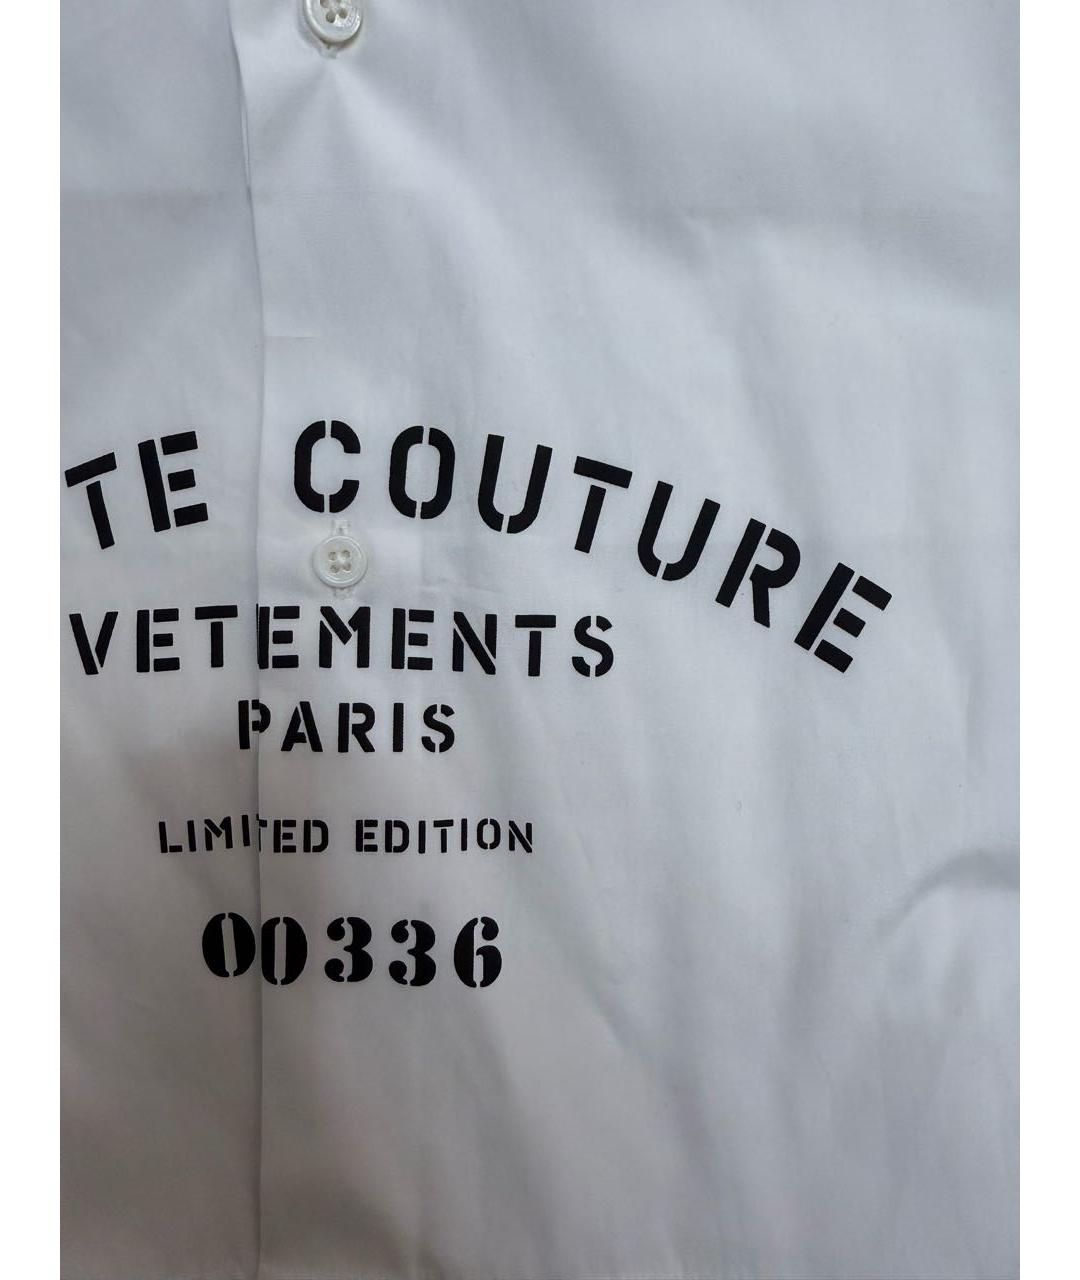 TE COUTURE
VETEMENTS
PARIS
LIMITED EDITION
00336